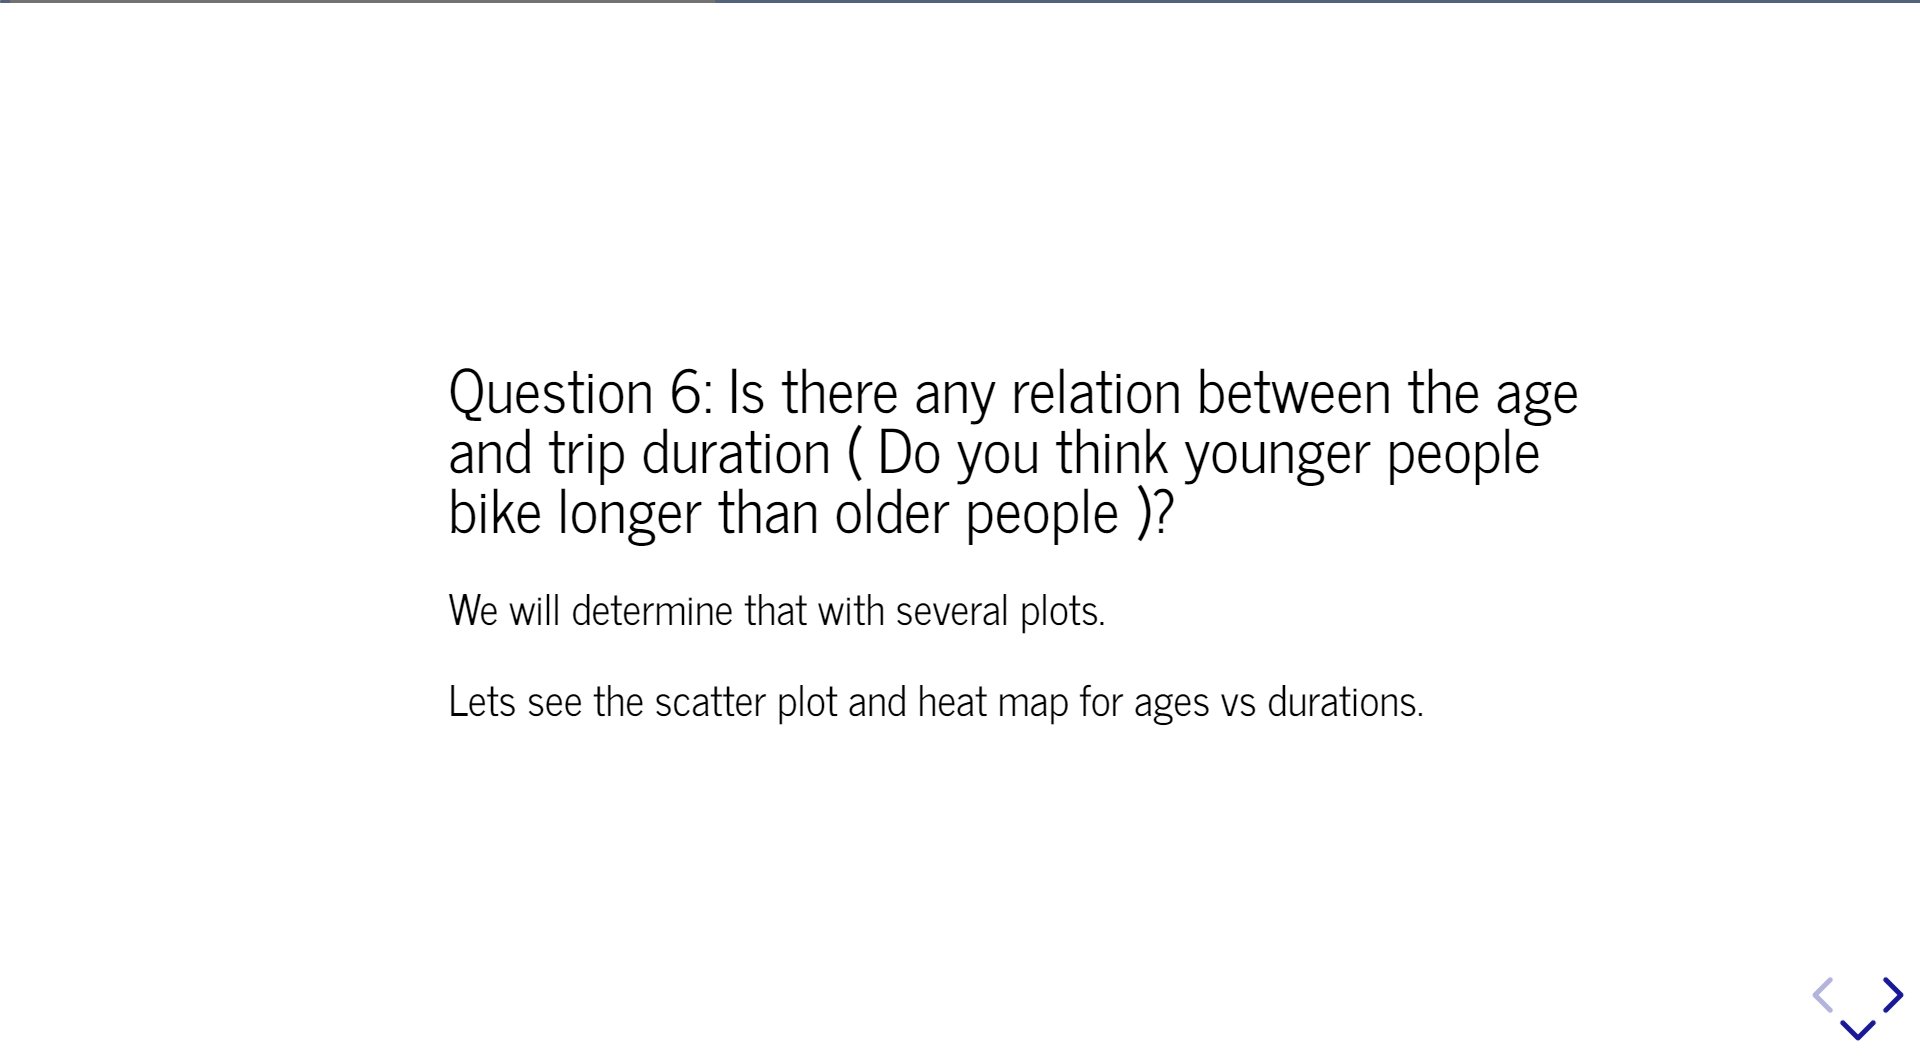 Question 6: Is there any relation between the age
and trip duration ( Do you think younger people
bike longer than older people )?
We will determine that with several plots.
Lets see the scatter plot and heat map for ages vs durations.